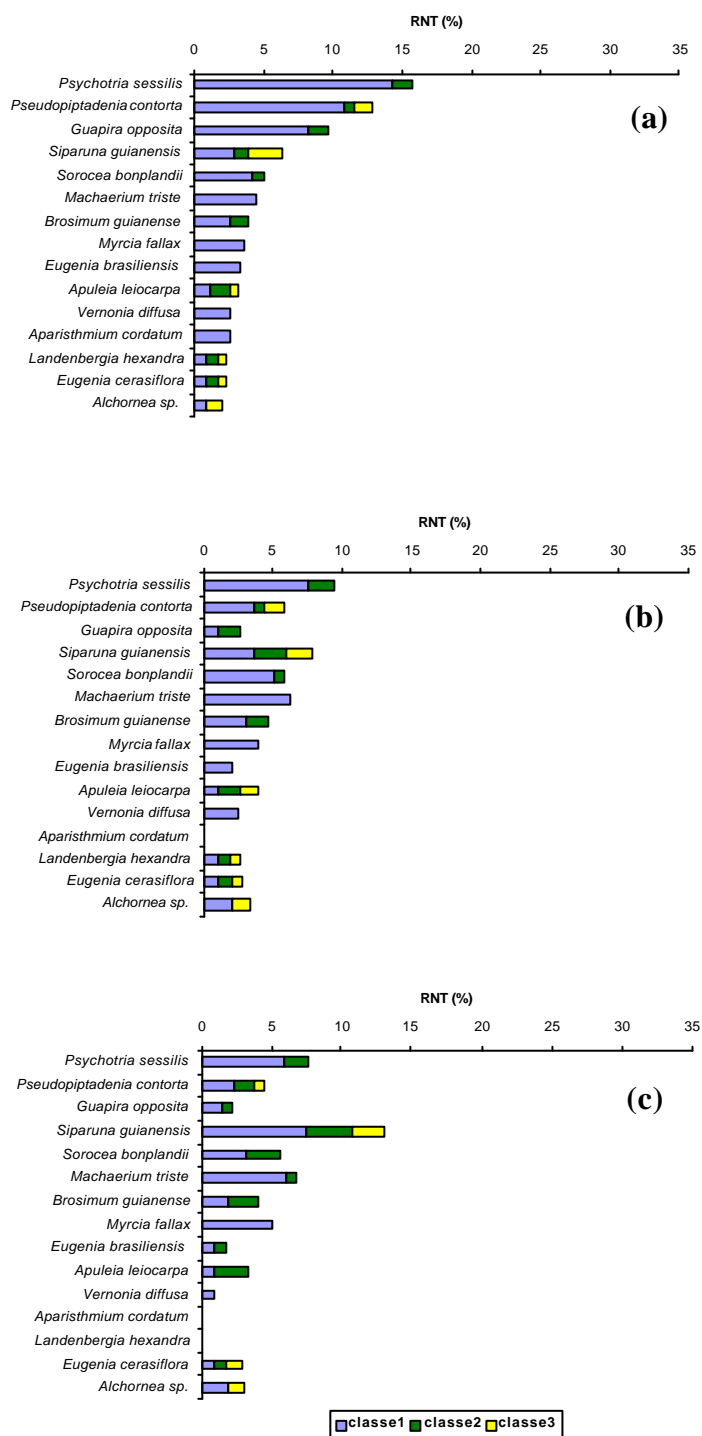 RNT (%)
0 5 10 15 20 25 30 35
Psychotria sessilis
Pseudopiptadenia contorta
(a)
Guapira opposita
Siparuna guianensis
Sorocea bonplandii
Machaerium triste
Brosimum guianense
Myrcia fallax
Eugenia brasiliensis
Apuleia leiocarpa
Vernonia diffusa
Aparisthmium cordatum
Landenbergia hexandra
Eugenia cerasiflora
Alchornea sp.
RNT (%)
0 5 10 15 20 25 30 35
Psychotria sessilis
Pseudopiptadenia contorta
(b)
Guapira opposita
Siparuna guianensis
Sorocea bonplandii
Machaerium triste
Brosimum guianense
Myrcia fallax
Eugenia brasiliensis
Apuleia leiocarpa
Vernonia diffusa
Aparisthmium cordatum
Landenbergia hexandra
Eugenia cerasiflora
Alchornea sp.
RNT (%)
0 5 10 15 20 25 30 35
Psychotria sessilis
Pseudopiptadenia contorta
(c)
Guapira opposita
Siparuna guianensis
Sorocea bonplandii
Machaerium triste
Brosimum guianense
Myrcia fallax
Eugenia brasiliensis
Apuleia leiocarpa
Vernonia diffusa
Aparisthmium cordatum
Landenbergia hexandra
Eugenia cerasiflora
Alchornea sp.
classe1 classe2 classe3